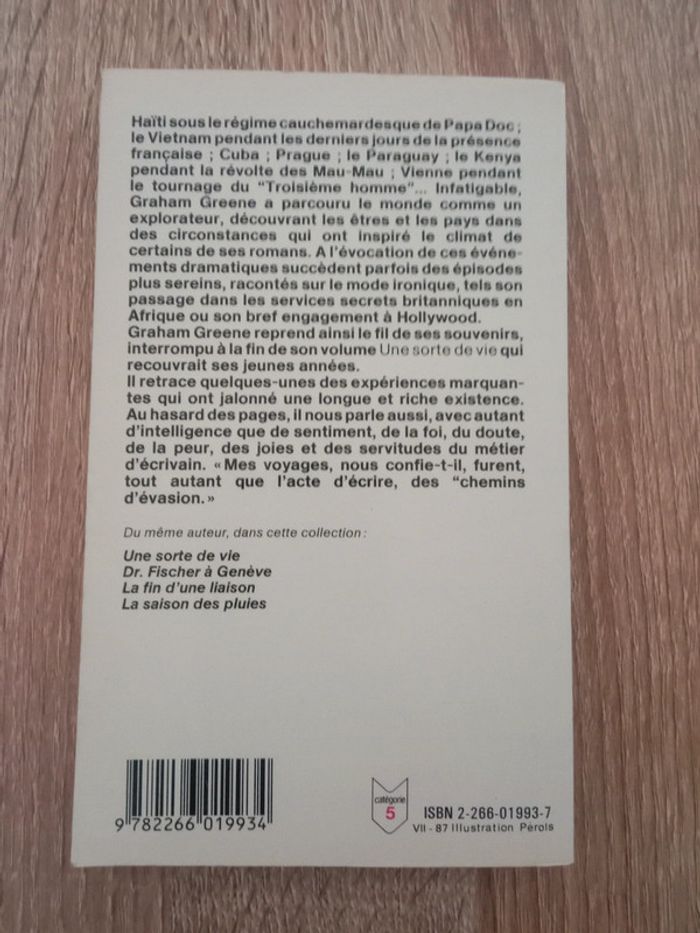 Haïti sous le régime cauchemardesque de Papa Doc ;
le Vietnam pendant les derniers jours de la présence
française ; Cuba ; Prague ; le Paraguay ; le Kenya
pendant la révolte des Mau-Mau ; Vienne pendant
le tournage du “Troisième homme”... Infatigable,
Graham Greene a parcouru le monde comme un
explorateur, découvrant les êtres et les pays dans
des circonstances qui ont inspiré le climat de
certains de ses romans. A l’évocation de ces événe-
ments dramatiques succèdent parfois des épisodes
plus sereins, racontés sur le mode ironique, tels son
passage dans les services secrets britanniques en
Afrique ou son bref engagement à Hollywood.
Graham Greene reprend ainsi le fil de ses souvenirs,
interrompu à la fin de son volume Une sorte de vie qui
recouvrait ses jeunes années.
Il retrace quelques-unes des expériences marquan-
tes qui ont jalonné une longue et riche existence.
Au hasard des pages, il nous parle aussi, avec autant
d’intelligence que de sentiment, de la foi, du doute,
de la peur, des joies et des servitudes du métier
d’écrivain. « Mes voyages, nous confie-t-il, furent,
tout autant que l’acte d’écrire, des “chemins
d’évasion. »
Du même auteur, dans cette collection :
Une sorte de vie
Dr. Fischer à Genève
La fin d’une liaison
La saison des pluies
9 782266 019934
catégorie
5
ISBN 2-266-01993-7
VII - 87 Illustration Pérols